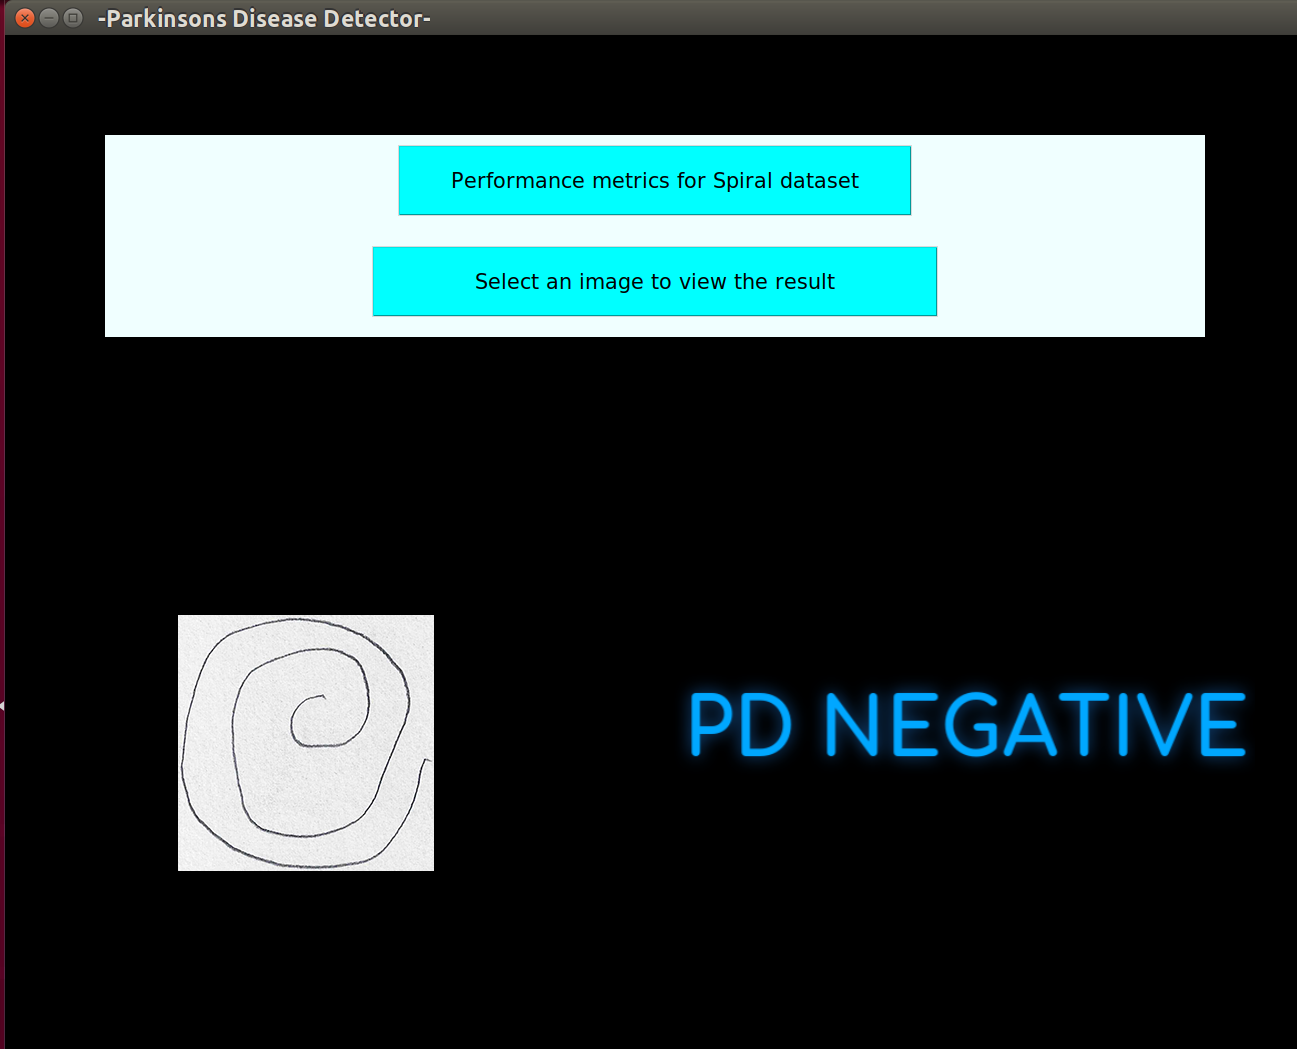 -Parkinsons Disease Detector-
Performance metrics for Spiral dataset
Select an image to view the result
PD NEGATIVE